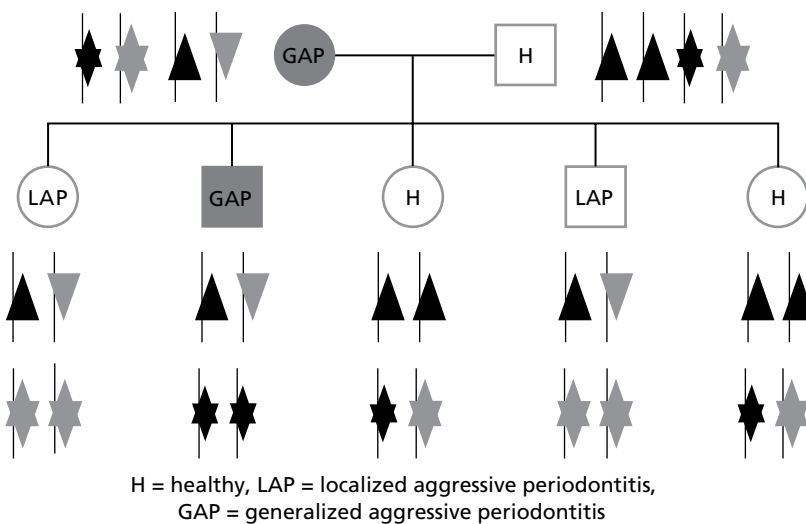 GAP H
LAP GAP H LAP H
H = healthy, LAP = localized aggressive periodontitis,
GAP = generalized aggressive periodontitis